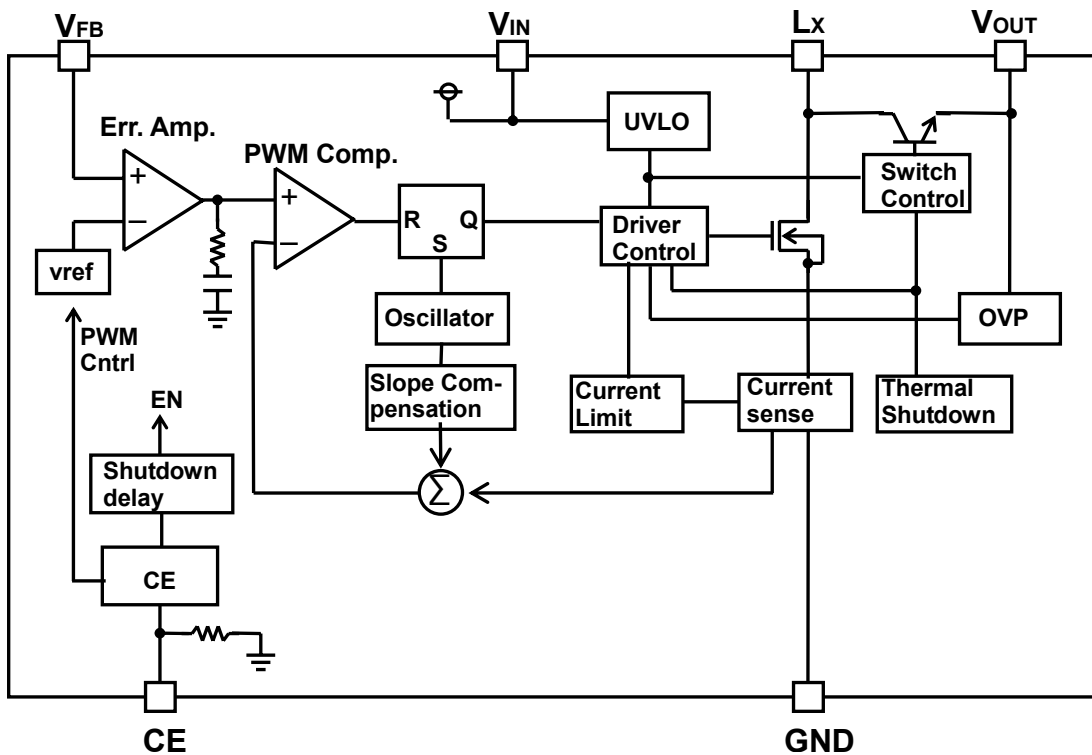 VFB
VIN
LX
VOUT
Err. Amp.
UVLO
PWM Comp.
Switch
Control
+
−
+
−
R
Q
S
Driver
Control
vref
Oscillator
OVP
PWM
Cntrl
Slope Com-
pensation
Current
Limit
Current
sense
Thermal
Shutdown
EN
Shutdown
delay
Σ
CE
CE
GND